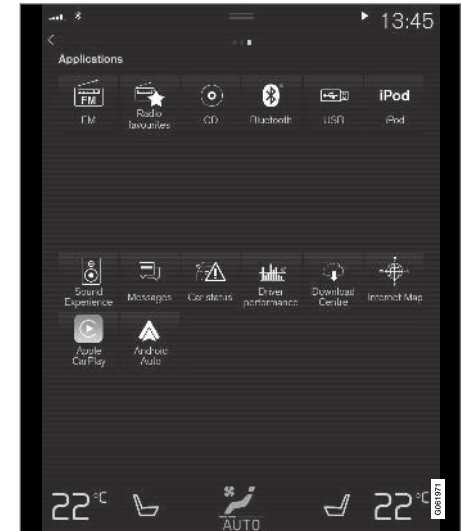 13:45
Applications
FM
iPod
FM
Radio
favourites
CD
Bluetooth
USB
iPod
Sound
Experience
Messages
Car status
Driver
performance
Download
Centre
Internet Map
Apple
CarPlay
Android
Auto
22°C
AUTO
22°C
G061971